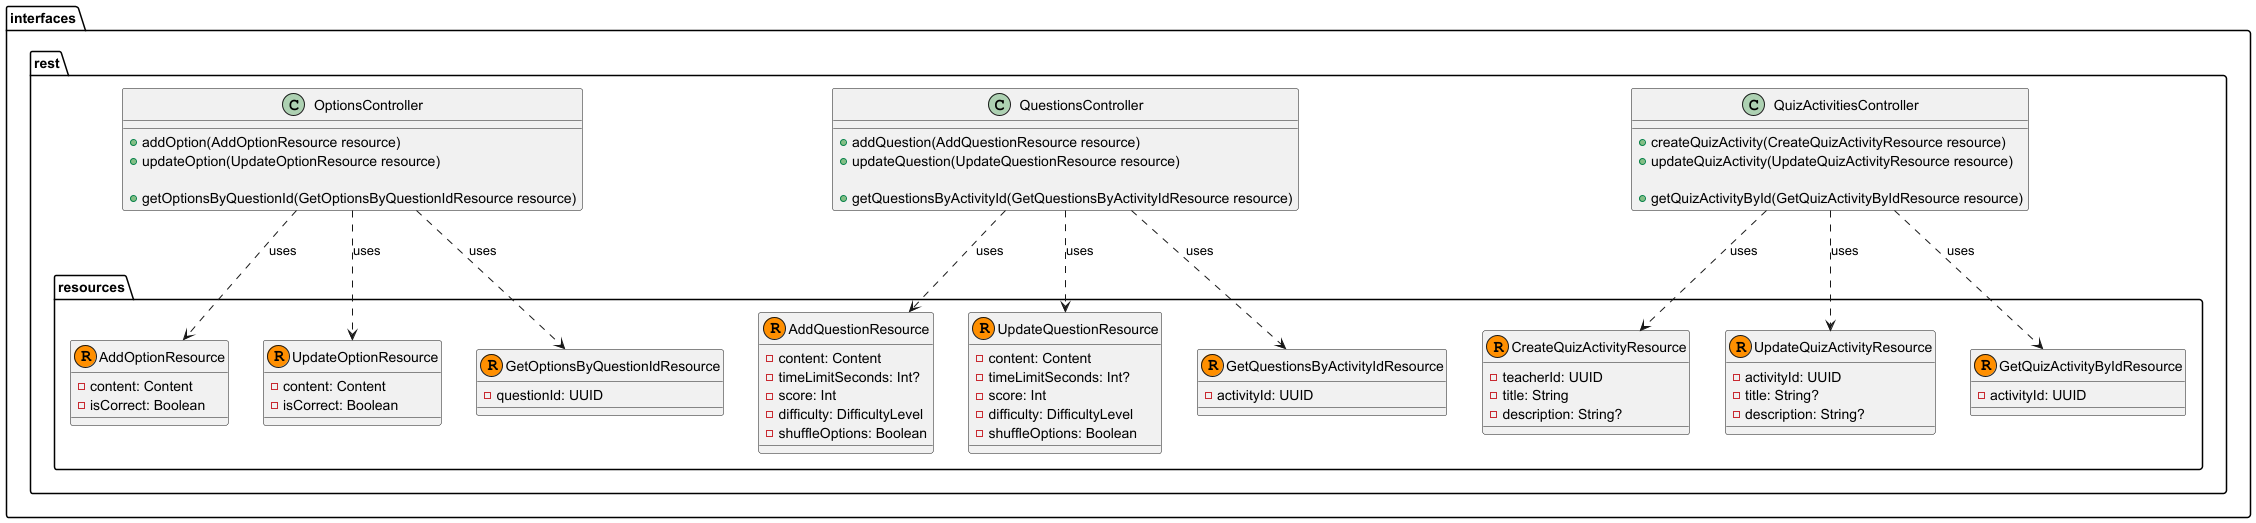 interfaces
rest
C OptionsController
addOption(AddOptionResource resource)
updateOption(UpdateOptionResource resource)
getOptionsByQuestionId(GetOptionsByQuestionIdResource resource)
C QuestionsController
addQuestion(AddQuestionResource resource)
updateQuestion(UpdateQuestionResource resource)
getQuestionsByActivityId(GetQuestionsByActivityIdResource resource)
C QuizActivitiesController
createQuizActivity(CreateQuizActivityResource resource)
updateQuizActivity(UpdateQuizActivityResource resource)
getQuizActivityById(GetQuizActivityByIdResource resource)
uses
uses
uses
uses
uses
uses
uses
uses
uses
resources
R AddOptionResource
content: Content
isCorrect: Boolean
R UpdateOptionResource
content: Content
isCorrect: Boolean
R GetOptionsByQuestionIdResource
questionId: UUID
R AddQuestionResource
content: Content
timeLimitSeconds: Int?
score: Int
difficulty: DifficultyLevel
shuffleOptions: Boolean
R UpdateQuestionResource
content: Content
timeLimitSeconds: Int?
score: Int
difficulty: DifficultyLevel
shuffleOptions: Boolean
R GetQuestionsByActivityIdResource
activityId: UUID
R CreateQuizActivityResource
teacherId: UUID
title: String
description: String?
R UpdateQuizActivityResource
activityId: UUID
title: String?
description: String?
R GetQuizActivityByIdResource
activityId: UUID